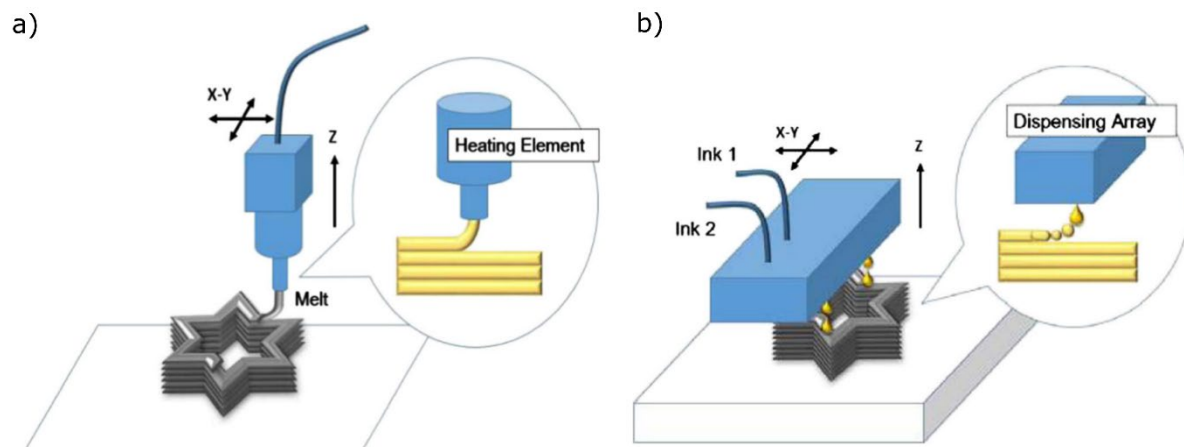 a)
X-Y
Z
Heating Element
Melt
b)
X-Y
Z
Ink 1
Ink 2
Dispensing Array